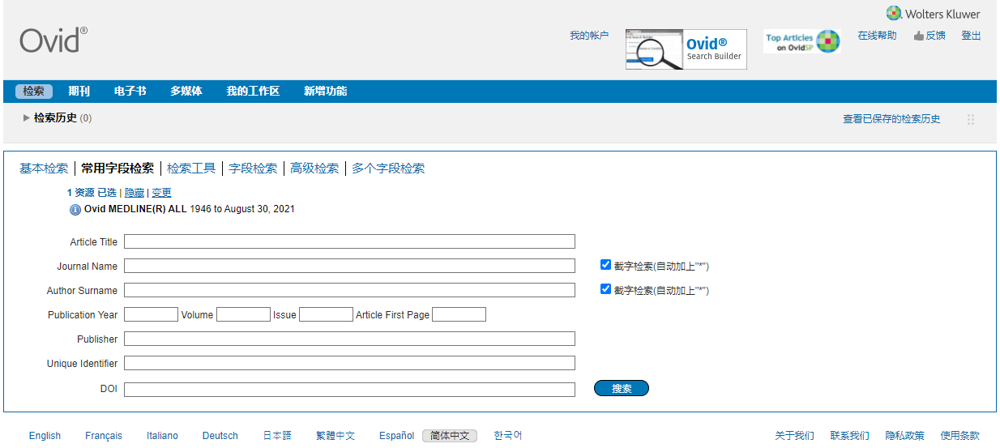 Wolters Kluwer
Ovid®
我的帐户
Ovid®
Search Builder
Top Articles
on OvidSP
在线帮助
反馈
登出
检索 期刊 电子书 多媒体 我的工作区 新增功能
检索历史 (0)
查看已保存的检索历史
基本检索 | 常用字段检索 | 检索工具 | 字段检索 | 高级检索 | 多个字段检索
1 资源 已选 | 隐藏 | 变更
Ovid MEDLINE(R) ALL 1946 to August 30, 2021
Article Title
Journal Name 截字检索(自动加上"*")
Author Surname 截字检索(自动加上"*")
Publication Year Volume Issue Article First Page
Publisher
Unique Identifier
DOI 搜索
English Français Italiano Deutsch 日本語 繁體中文 Español 简体中文 한국어 关于我们 联系我们 隐私政策 使用条款